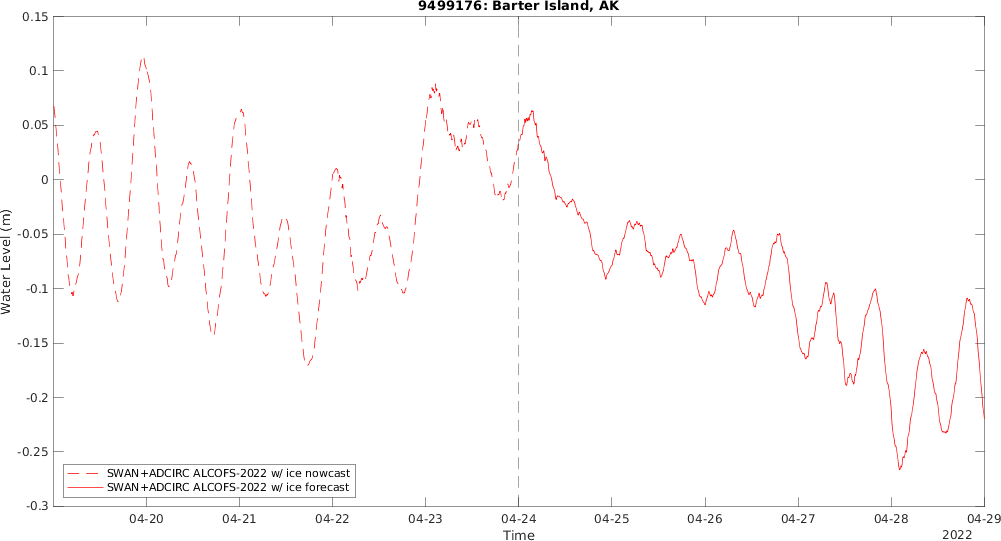 9499176: Barter Island, AK
0.15
0.1
0.05
0
-0.05
-0.1
-0.15
-0.2
-0.25
-0.3
Water Level (m)
SWAN+ADCIRC ALCOFS-2022 w/ ice nowcast
SWAN+ADCIRC ALCOFS-2022 w/ ice forecast
04-20 04-21 04-22 04-23 04-24 04-25 04-26 04-27 04-28 04-29
Time
2022